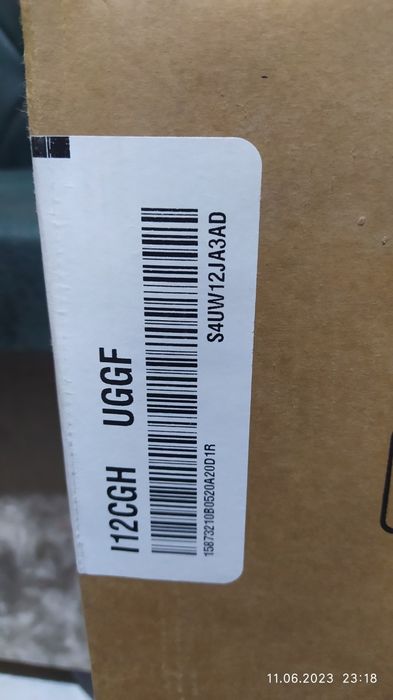 I12CGH UGGF
15873210B0520A20D1R
S4UW12JA3AD
11.06.2023 23:18